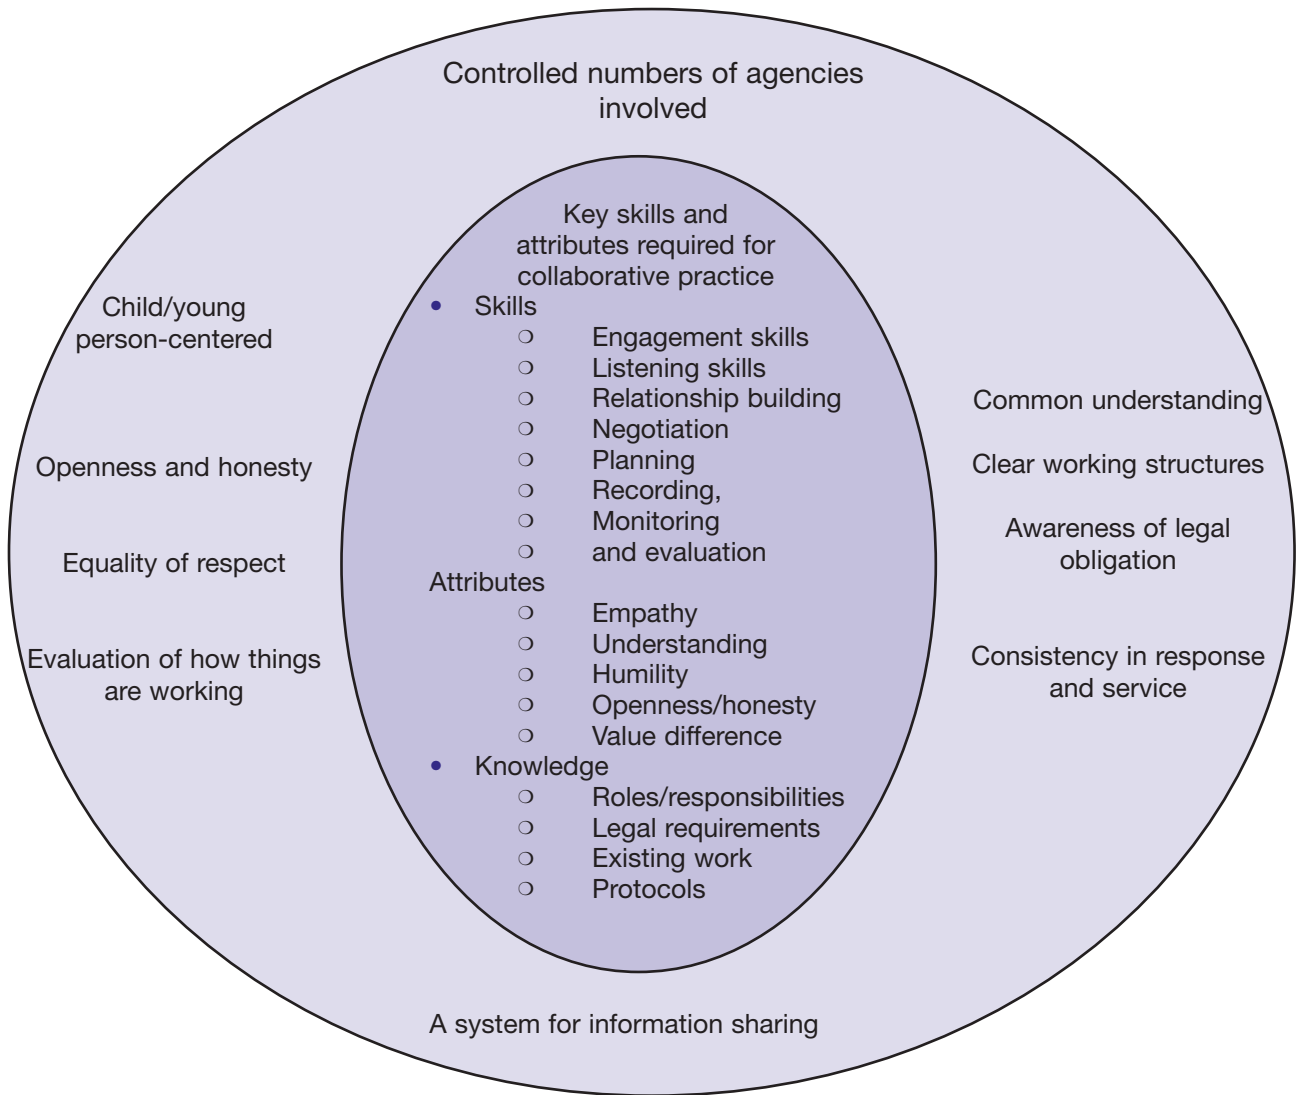 Controlled numbers of agencies
involved
Key skills and
attributes required for
collaborative practice
• Skills
❍ Engagement skills
❍ Listening skills
❍ Relationship building
❍ Negotiation
❍ Planning
❍ Recording,
❍ Monitoring
❍ and evaluation
Attributes
❍ Empathy
❍ Understanding
❍ Humility
❍ Openness/honesty
❍ Value difference
• Knowledge
❍ Roles/responsibilities
❍ Legal requirements
❍ Existing work
❍ Protocols
Child/young
person-centered
Openness and honesty
Equality of respect
Evaluation of how things
are working
Common understanding
Clear working structures
Awareness of legal
obligation
Consistency in response
and service
A system for information sharing